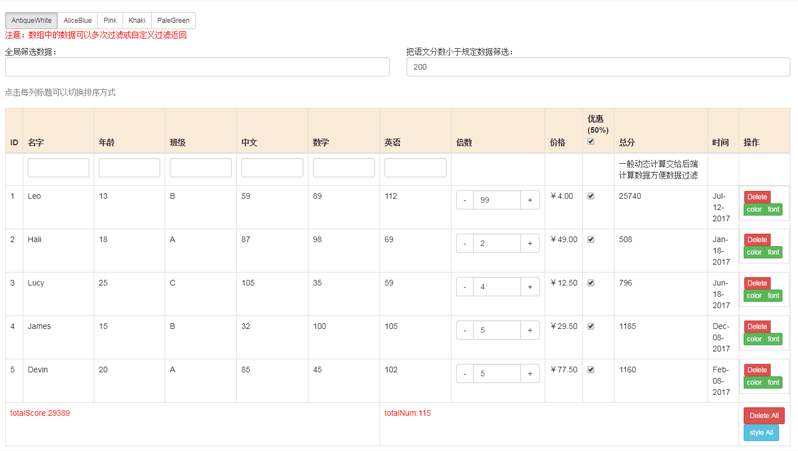 AntiqueWhite AliceBlue Pink Khaki PaleGreen
注意：数组中的数据可以多次过滤或自定义过滤返回
全局筛选数据： 把语文分数小于规定数据筛选：
200
点击每列标题可以切换排序方式
ID 名字 年龄 班级 中文 数学 英语 信数 价格 优惠(50%) 总分 时间 操作
一般动态计算交给后端
计算数据方便数据过滤
1 Leo 13 B 59 89 112 - 99 + ￥4.00 25740 Jul-12-2017 Delete color font
2 Hali 18 A 87 98 69 - 2 + ￥49.00 508 Jan-18-2017 Delete color font
3 Lucy 25 C 105 35 59 - 4 + ￥12.50 796 Jun-18-2017 Delete color font
4 James 15 B 32 100 105 - 5 + ￥29.50 1185 Dec-08-2017 Delete color font
5 Devin 20 A 85 45 102 - 5 + ￥77.50 1160 Feb-08-2017 Delete color font
totalScore:29389 totalNum:115 Delete All
style All